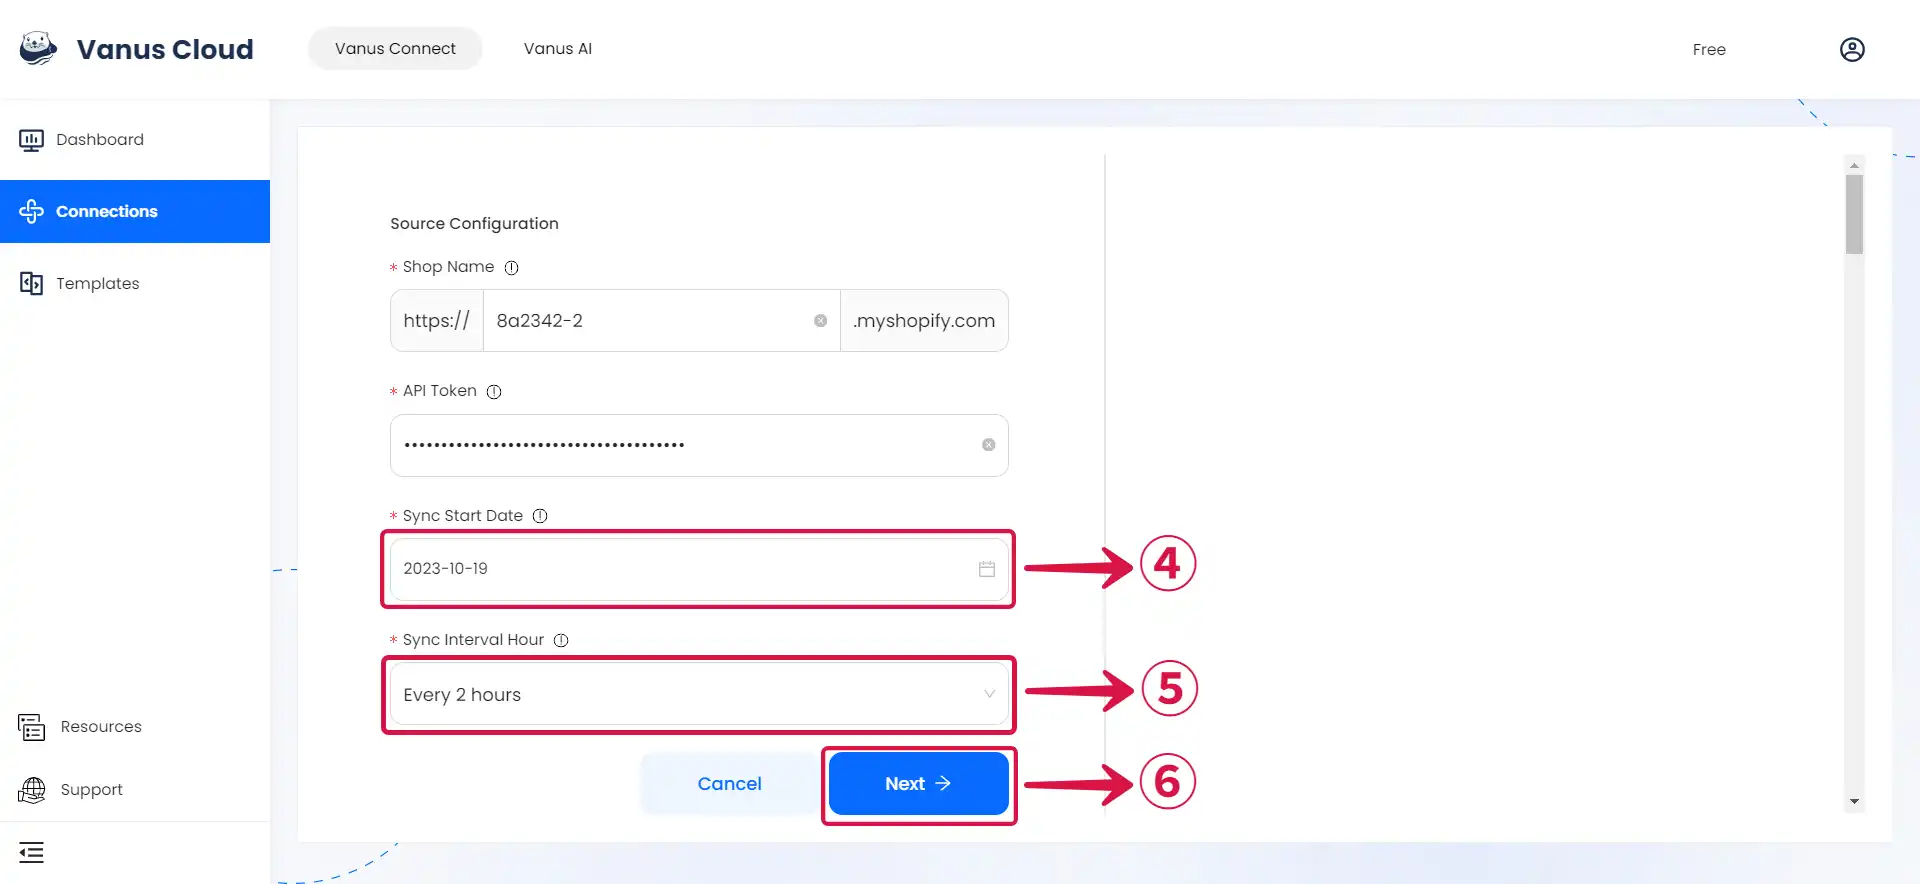 Vanus Cloud
Vanus Connect
Vanus AI
Free
Dashboard
Connections
Templates
Resources
Support
Source Configuration
* Shop Name
https://
8a2342-2
.myshopify.com
* API Token
••••••••••••••••••••••••••••••••••••••
* Sync Start Date
2023-10-19
4
* Sync Interval Hour
Every 2 hours
5
Cancel
Next →
6